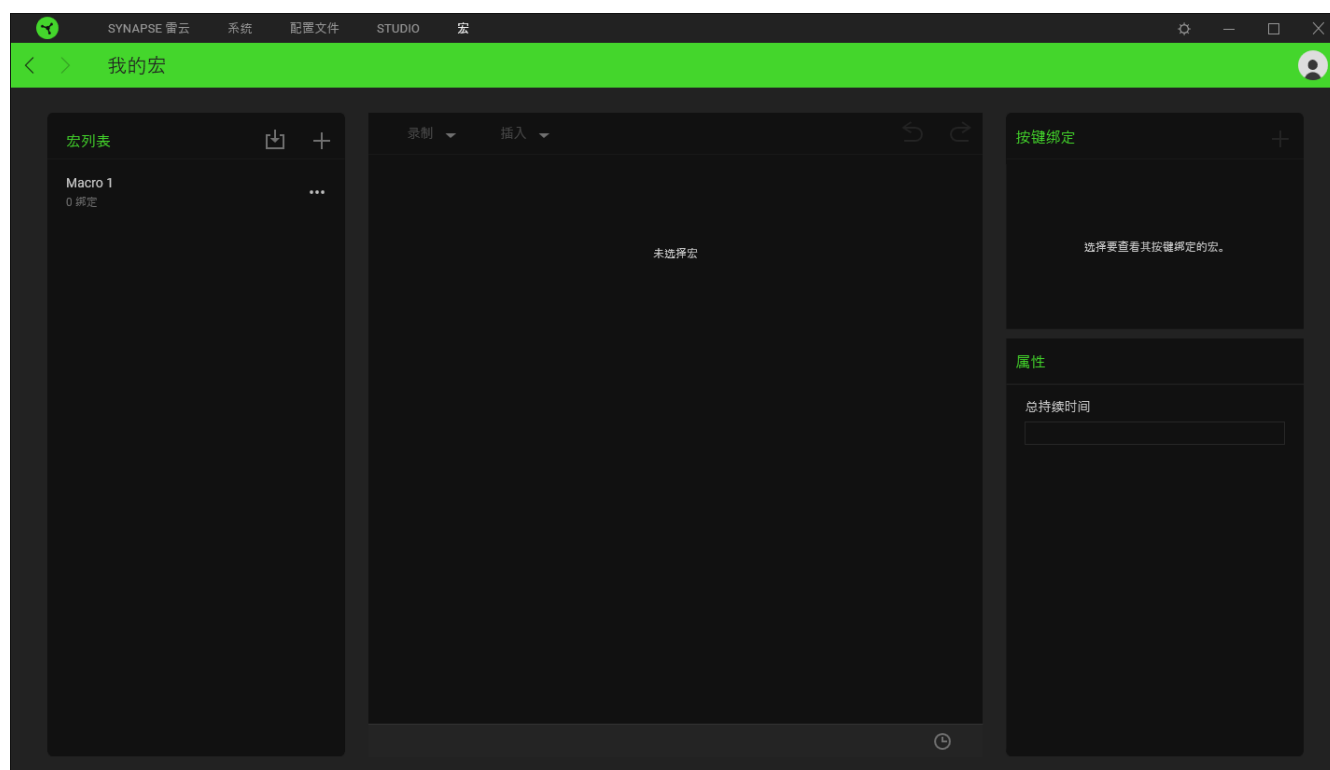 SYNAPSE 雷云 系统 配置文件 STUDIO 宏
我的宏
宏列表
Macro 1
0 绑定
录制 插入
未选择宏
按键绑定
选择要查看其按键绑定的宏。
属性
总持续时间